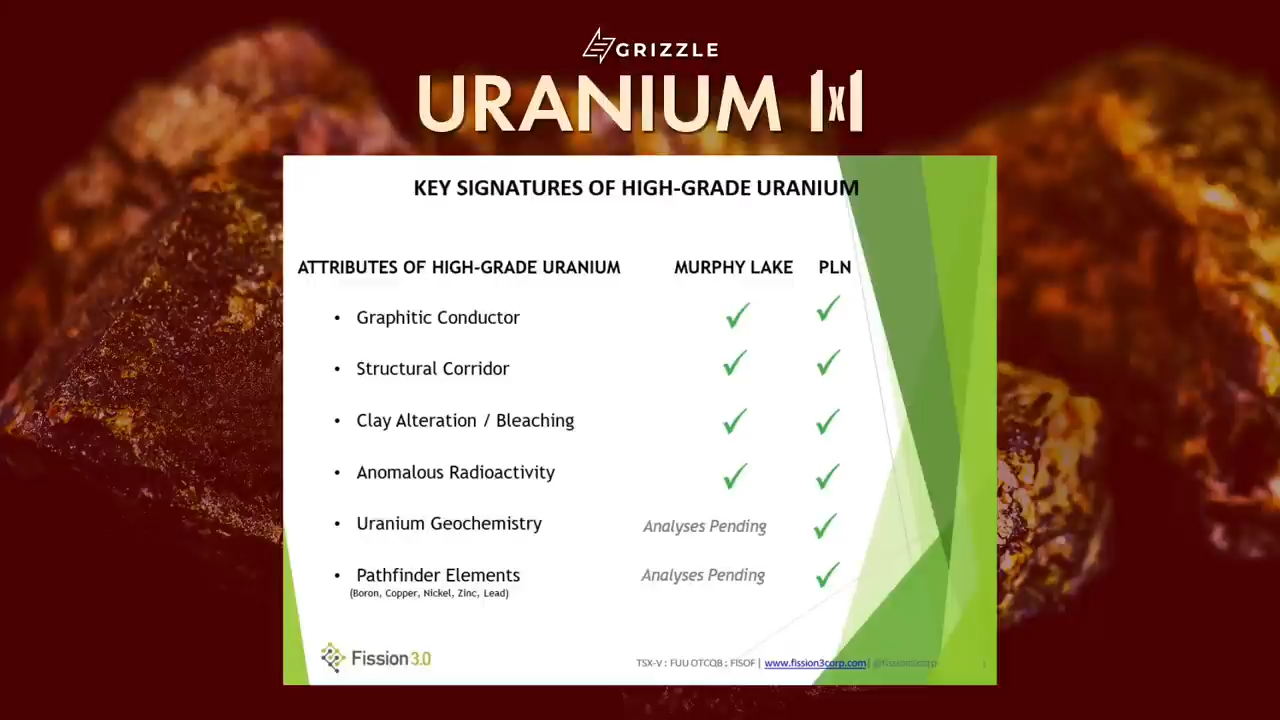 GRIZZLE
URANIUM 1x1
KEY SIGNATURES OF HIGH-GRADE URANIUM
ATTRIBUTES OF HIGH-GRADE URANIUM MURPHY LAKE PLN
• Graphitic Conductor ✓ ✓
• Structural Corridor ✓ ✓
• Clay Alteration / Bleaching ✓ ✓
• Anomalous Radioactivity ✓ ✓
• Uranium Geochemistry Analyses Pending ✓
• Pathfinder Elements Analyses Pending ✓
(Boron, Copper, Nickel, Zinc, Lead)
Fission 3.0
TSX-V : FUU OTCQB ; FISOF | www.fission3corp.com | @fission3corp